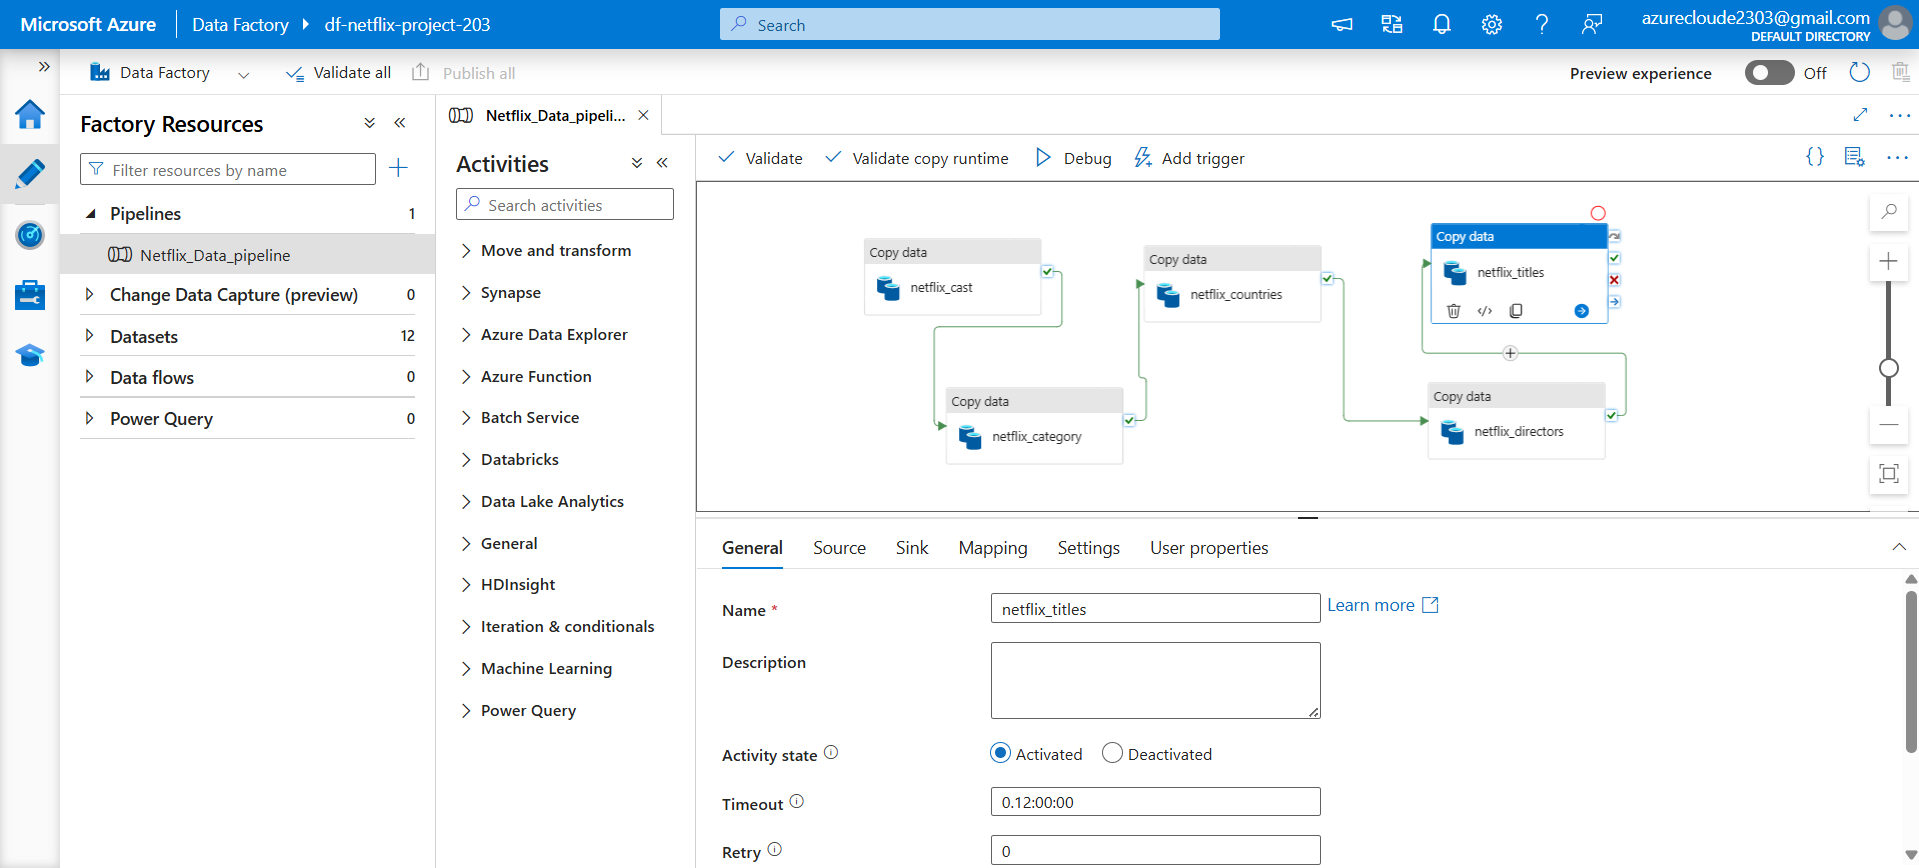 Microsoft Azure
Data Factory
df-netflix-project-203
Search
azurecloude2303@gmail.com
DEFAULT DIRECTORY
Data Factory
Validate all
Publish all
Preview experience
Off
Factory Resources
Filter resources by name
Pipelines
1
Netflix_Data_pipeline
Change Data Capture (preview)
0
Datasets
12
Data flows
0
Power Query
0
Netflix_Data_pipeli...
Activities
Search activities
Move and transform
Synapse
Azure Data Explorer
Azure Function
Batch Service
Databricks
Data Lake Analytics
General
HDInsight
Iteration & conditionals
Machine Learning
Power Query
Validate
Validate copy runtime
Debug
Add trigger
Copy data
netflix_cast
Copy data
netflix_category
Copy data
netflix_countries
Copy data
netflix_titles
Copy data
netflix_directors
General
Source
Sink
Mapping
Settings
User properties
Name *
netflix_titles
Learn more
Description
Activity state
Activated
Deactivated
Timeout
0.12:00:00
Retry
0